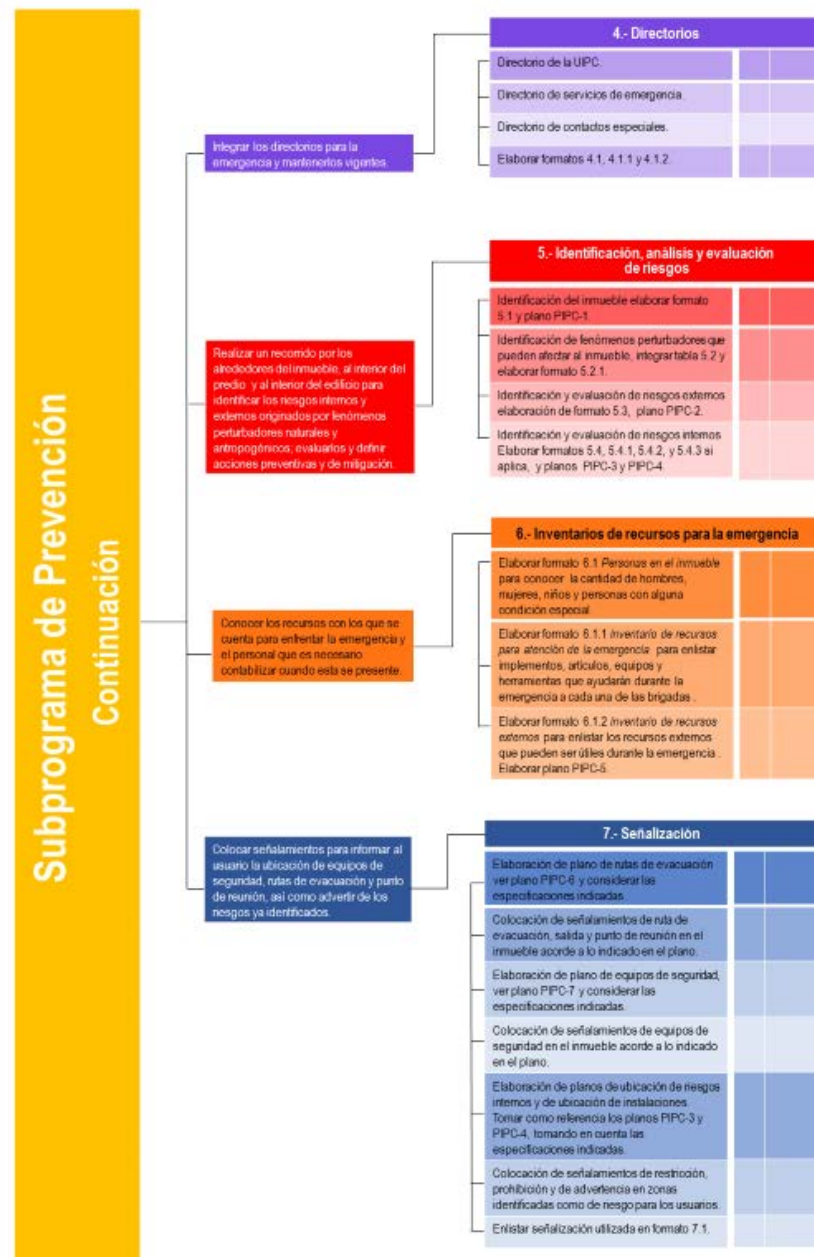 Subprograma de Prevención
Continuación
Integrar los directorios para la
emergencia y mantenerlos vigentes.
4.- Directorios
Directorio de la UIPC.
Directorio de servicios de emergencia.
Directorio de contactos especiales.
Elaborar formatos 4.1, 4.1.1 y 4.1.2.
Realizar un recorrido por los
alrededores del inmueble, al interior del
predio y al interior del edificio para
identificar los riesgos internos y
externos originados por fenómenos
perturbadores naturales y
antropogénicos; evaluarlos y definir
acciones preventivas y de mitigación.
5.- Identificación, análisis y evaluación
de riesgos
Identificación del inmueble elaborar formato
5.1 y plano PIPC-1.
Identificación de fenómenos perturbadores que
pueden afectar al inmueble, integrar tabla 5.2 y
elaborar formato 5.2.1.
Identificación y evaluación de riesgos externos
elaboración de formato 5.3, plano PIPC-2.
Identificación y evaluación de riesgos internos
Elaborar formatos 5.4, 5.4.1, 5.4.2, y 5.4.3 si
aplica, y planos PIPC-3 y PIPC-4.
Conocer los recursos con los que se
cuenta para enfrentar la emergencia y
el personal que es necesario
contabilizar cuando esta se presente.
6.- Inventarios de recursos para la emergencia
Elaborar formato 6.1 Personas en el inmueble
para conocer la cantidad de hombres,
mujeres, niños y personas con alguna
condición especial.
Elaborar formato 6.1.1 Inventario de recursos
para atención de la emergencia para enlistar
implementos, artículos, equipos y
herramientas que ayudarán durante la
emergencia a cada una de las brigadas .
Elaborar formato 6.1.2 Inventario de recursos
externos para enlistar los recursos externos
que pueden ser útiles durante la emergencia .
Elaborar plano PIPC-5.
Colocar señalamientos para informar al
usuario la ubicación de equipos de
seguridad, rutas de evacuación y punto
de reunión, así como advertir de los
riesgos ya identificados.
7.- Señalización
Elaboración de plano de rutas de evacuación
ver plano PIPC-6 y considerar las
especificaciones indicadas.
Colocación de señalamientos de ruta de
evacuación, salida y punto de reunión en el
inmueble acorde a lo indicado en el plano.
Elaboración de plano de equipos de seguridad,
ver plano PIPC-7 y considerar las
especificaciones indicadas.
Colocación de señalamientos de equipos de
seguridad en el inmueble acorde a lo indicado
en el plano.
Elaboración de planos de ubicación de riesgos
internos y de ubicación de instalaciones.
Tomar como referencia los planos PIPC-3 y
PIPC-4, tomando en cuenta las
especificaciones indicadas.
Colocación de señalamientos de restricción,
prohibición y de advertencia en zonas
identificadas como de riesgo para los usuarios.
Enlistar señalización utilizada en formato 7.1.